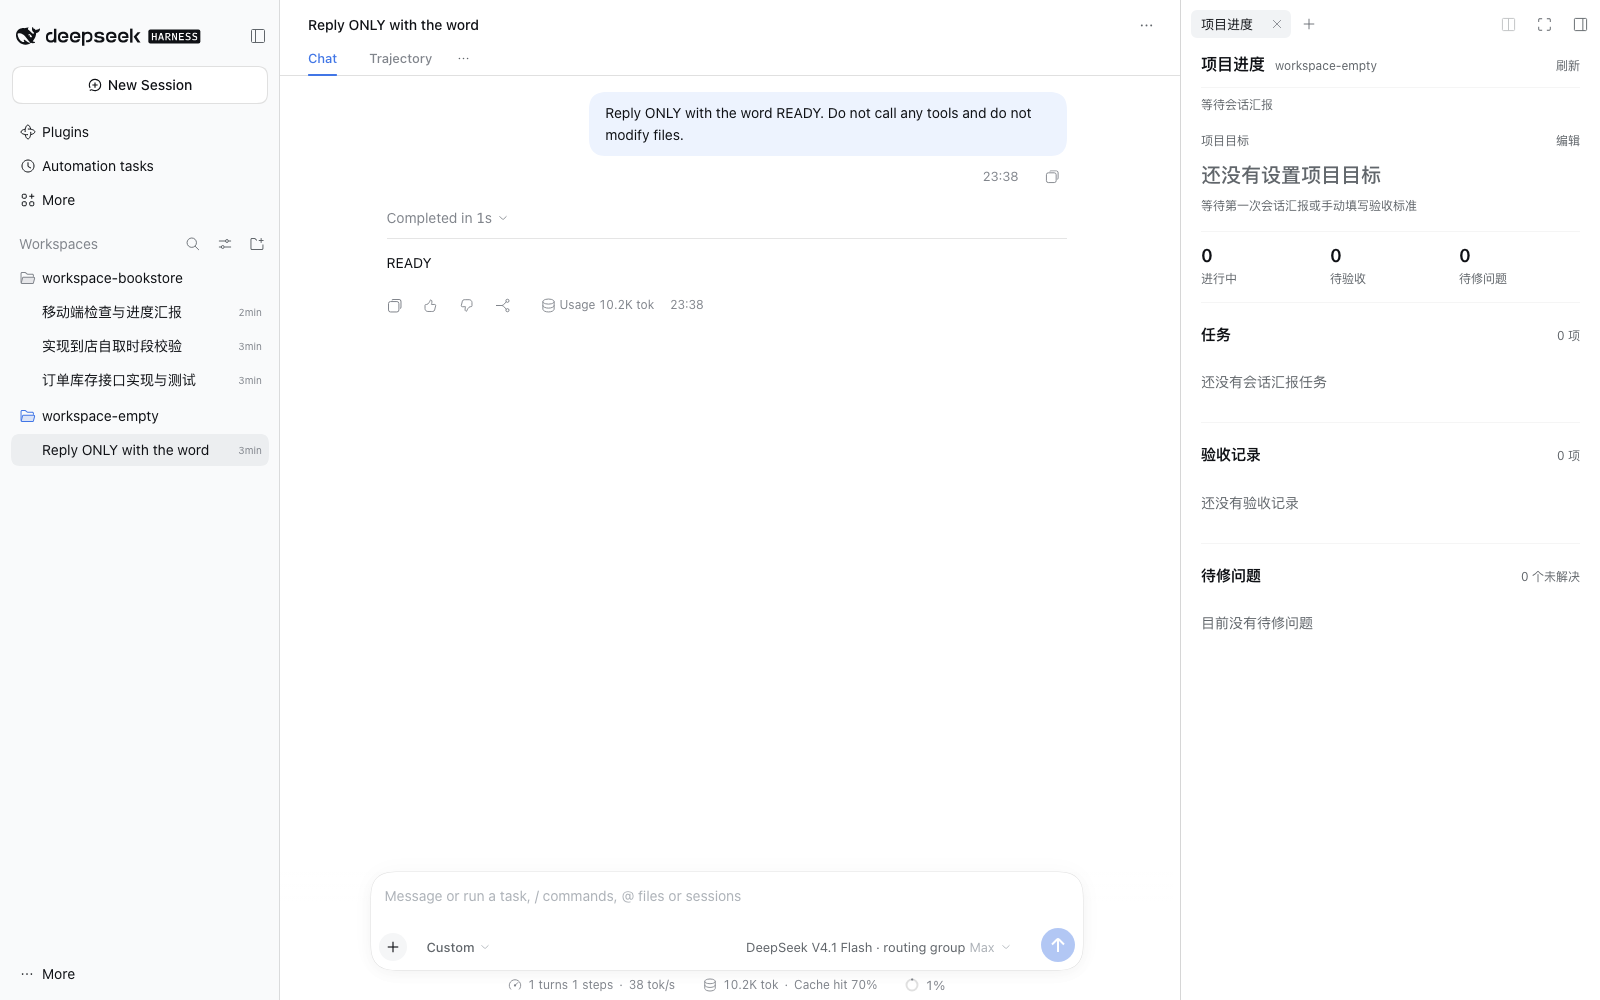 deepseek HARNESS
New Session
Plugins
Automation tasks
More
Workspaces
workspace-bookstore
移动端检查与进度汇报 2min
实现到店自取时段校验 3min
订单库存接口实现与测试 3min
workspace-empty
Reply ONLY with the word 3min
More
Reply ONLY with the word
Chat Trajectory
Reply ONLY with the word READY. Do not call any tools and do not
modify files.
23:38
Completed in 1s
READY
Usage 10.2K tok 23:38
Message or run a task, / commands, @ files or sessions
Custom
DeepSeek V4.1 Flash · routing group Max
1 turns 1 steps · 38 tok/s 10.2K tok · Cache hit 70% 1%
项目进度
项目进度 workspace-empty 刷新
等待会话汇报
项目目标 编辑
还没有设置项目目标
等待第一次会话汇报或手动填写验收标准
0 0 0
进行中 待验收 待修问题
任务 0 项
还没有会话汇报任务
验收记录 0 项
还没有验收记录
待修问题 0 个未解决
目前没有待修问题